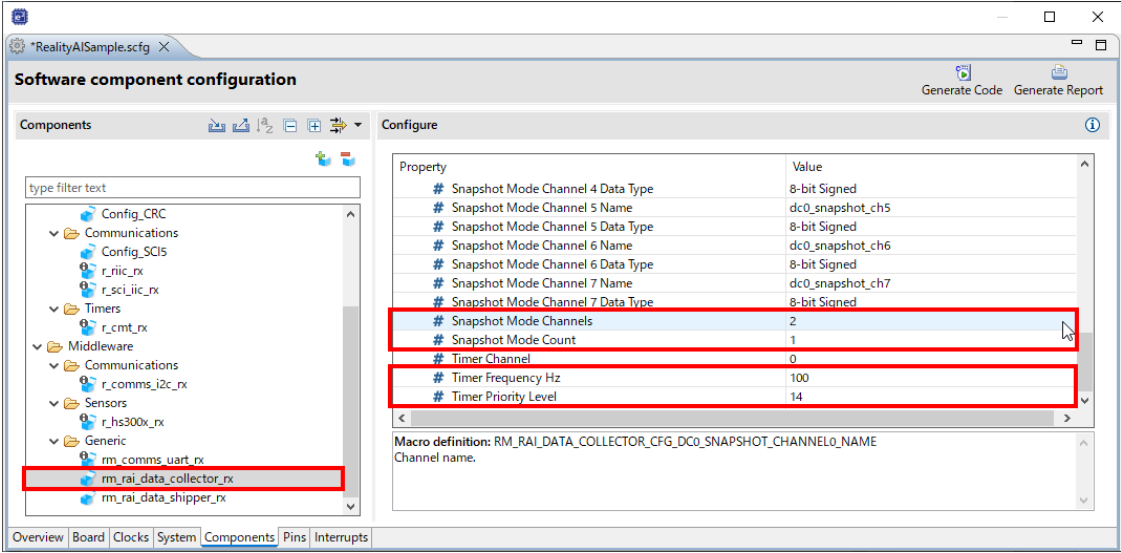 *RealityAISample.scfg
Software component configuration
Generate Code Generate Report
Components
type filter text
Config_CRC
Communications
Config_SCI5
r_riic_rx
r_sci_iic_rx
Timers
r_cmt_rx
Middleware
Communications
r_comms_i2c_rx
Sensors
r_hs300x_rx
Generic
rm_comms_uart_rx
rm_rai_data_collector_rx
rm_rai_data_shipper_rx
Configure
Property Value
# Snapshot Mode Channel 4 Data Type 8-bit Signed
# Snapshot Mode Channel 5 Name dc0_snapshot_ch5
# Snapshot Mode Channel 5 Data Type 8-bit Signed
# Snapshot Mode Channel 6 Name dc0_snapshot_ch6
# Snapshot Mode Channel 6 Data Type 8-bit Signed
# Snapshot Mode Channel 7 Name dc0_snapshot_ch7
# Snapshot Mode Channel 7 Data Type 8-bit Signed
# Snapshot Mode Channels 2
# Snapshot Mode Count 1
# Timer Channel 0
# Timer Frequency Hz 100
# Timer Priority Level 14
Macro definition: RM_RAI_DATA_COLLECTOR_CFG_DC0_SNAPSHOT_CHANNEL0_NAME
Channel name.
Overview Board Clocks System Components Pins Interrupts